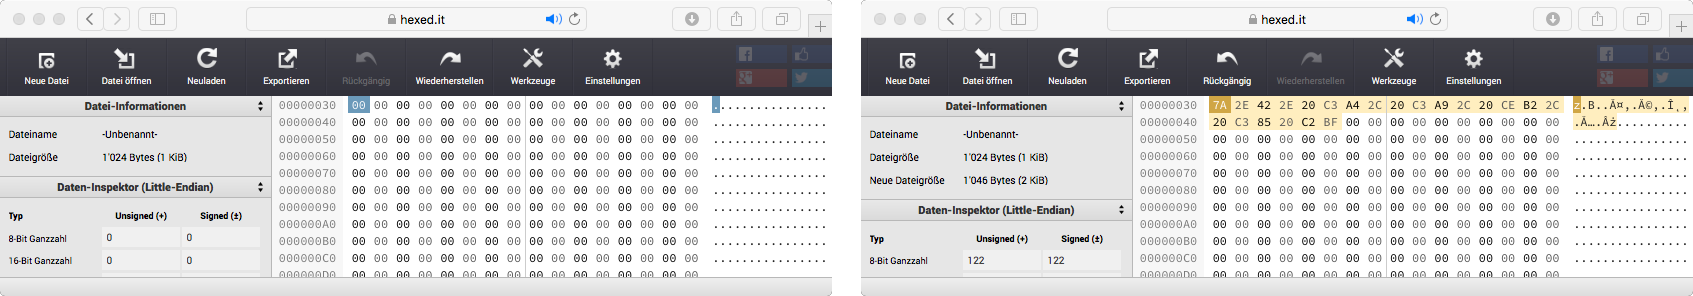 hexed.it
Neue Datei Datei öffnen Neuladen Exportieren Rückgängig Wiederherstellen Werkzeuge Einstellungen
Datei-Informationen
Dateiname -Unbenannt-
Dateigröße 1'024 Bytes (1 KiB)
Daten-Inspektor (Little-Endian)
Typ Unsigned (+) Signed (±)
8-Bit Ganzzahl 0 0
16-Bit Ganzzahl 0 0
00000030 00 00 00 00 00 00 00 00 00 00 00 00 00 00 00 00 ................
00000040 00 00 00 00 00 00 00 00 00 00 00 00 00 00 00 00 ................
00000050 00 00 00 00 00 00 00 00 00 00 00 00 00 00 00 00 ................
00000060 00 00 00 00 00 00 00 00 00 00 00 00 00 00 00 00 ................
00000070 00 00 00 00 00 00 00 00 00 00 00 00 00 00 00 00 ................
00000080 00 00 00 00 00 00 00 00 00 00 00 00 00 00 00 00 ................
00000090 00 00 00 00 00 00 00 00 00 00 00 00 00 00 00 00 ................
000000A0 00 00 00 00 00 00 00 00 00 00 00 00 00 00 00 00 ................
000000B0 00 00 00 00 00 00 00 00 00 00 00 00 00 00 00 00 ................
000000C0 00 00 00 00 00 00 00 00 00 00 00 00 00 00 00 00 ................
000000D0 00 00 00 00 00 00 00 00 00 00 00 00 00 00 00 00 ................
hexed.it
Neue Datei Datei öffnen Neuladen Exportieren Rückgängig Wiederherstellen Werkzeuge Einstellungen
Datei-Informationen
Dateiname -Unbenannt-
Dateigröße 1'024 Bytes (1 KiB)
Neue Dateigröße 1'046 Bytes (2 KiB)
Daten-Inspektor (Little-Endian)
Typ Unsigned (+) Signed (±)
8-Bit Ganzzahl 122 122
00000030 7A 2E 42 2E 20 C3 A4 2C 20 C3 A9 2C 20 CE B2 2C z.B..Ä¤,.Ã©,.Î¸,
00000040 20 C3 85 20 C2 BF 00 00 00 00 00 00 00 00 00 00 .Ã….Âż..........
00000050 00 00 00 00 00 00 00 00 00 00 00 00 00 00 00 00 ................
00000060 00 00 00 00 00 00 00 00 00 00 00 00 00 00 00 00 ................
00000070 00 00 00 00 00 00 00 00 00 00 00 00 00 00 00 00 ................
00000080 00 00 00 00 00 00 00 00 00 00 00 00 00 00 00 00 ................
00000090 00 00 00 00 00 00 00 00 00 00 00 00 00 00 00 00 ................
000000A0 00 00 00 00 00 00 00 00 00 00 00 00 00 00 00 00 ................
000000B0 00 00 00 00 00 00 00 00 00 00 00 00 00 00 00 00 ................
000000C0 00 00 00 00 00 00 00 00 00 00 00 00 00 00 00 00 ................
000000D0 00 00 00 00 00 00 00 00 00 00 00 00 00 00 00 00 ................